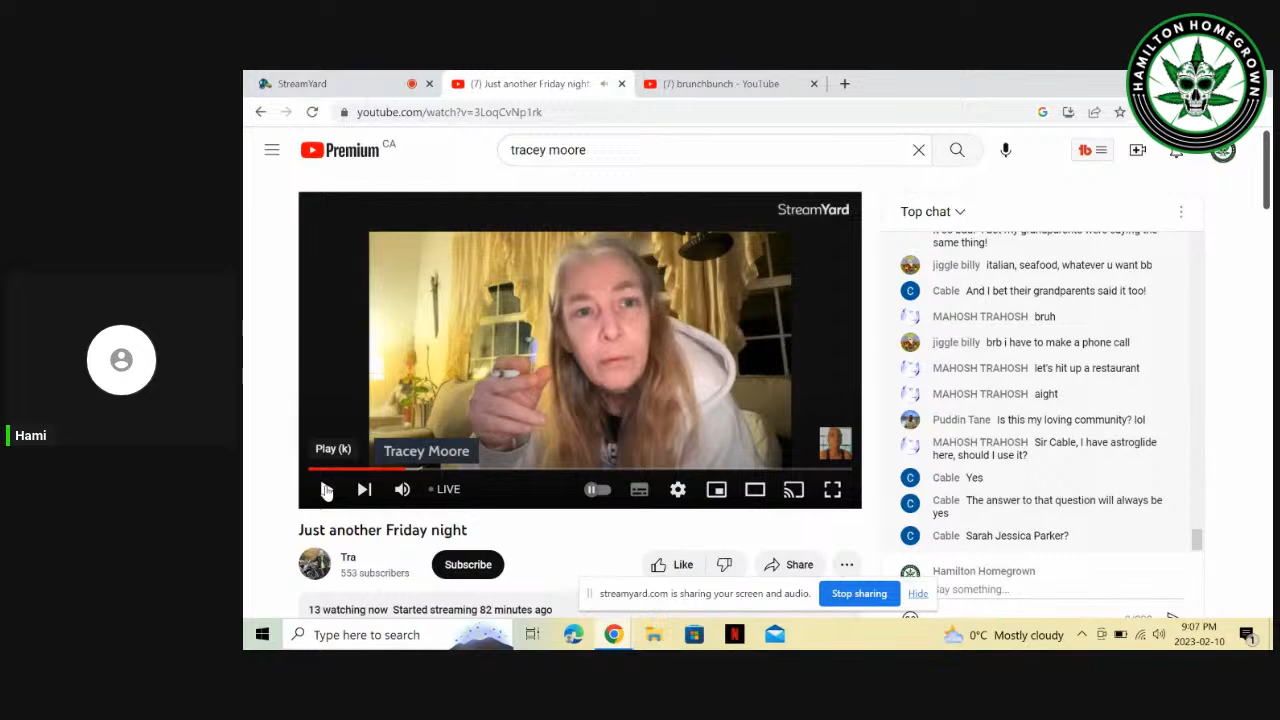 HAMILTON HOMEGROWN
StreamYard
(7) Just another Friday night
(7) brunchbunch - YouTube
youtube.com/watch?v=3LoqCvNp1rk
Premium CA
tracey moore
StreamYard
Top chat
same thing!
jiggle billy italian, seafood, whatever u want bb
Cable And I bet their grandparents said it too!
MAHOSH TRAHOSH bruh
jiggle billy brb i have to make a phone call
MAHOSH TRAHOSH let's hit up a restaurant
MAHOSH TRAHOSH aight
Puddin Tane Is this my loving community? lol
MAHOSH TRAHOSH Sir Cable, I have astroglide
here, should I use it?
Cable Yes
Cable The answer to that question will always be
yes
Cable Sarah Jessica Parker?
Hamilton Homegrown
Say something...
Play (k)
Tracey Moore
LIVE
Just another Friday night
Tra
553 subscribers
Subscribe
Like
Share
streamyard.com is sharing your screen and audio.
Stop sharing
Hide
13 watching now Started streaming 82 minutes ago
Type here to search
0°C Mostly cloudy
9:07 PM
2023-02-10
Hami